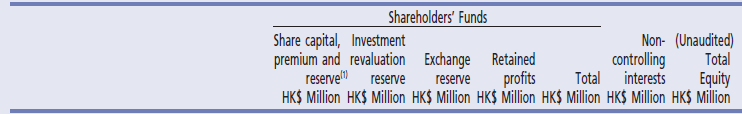 Shareholders' Funds
Share capital, Investment Non- (Unaudited)
premium and revaluation Exchange Retained controlling Total
reserve(1) reserve reserve profits Total interests Equity
HK$ Million HK$ Million HK$ Million HK$ Million HK$ Million HK$ Million HK$ Million